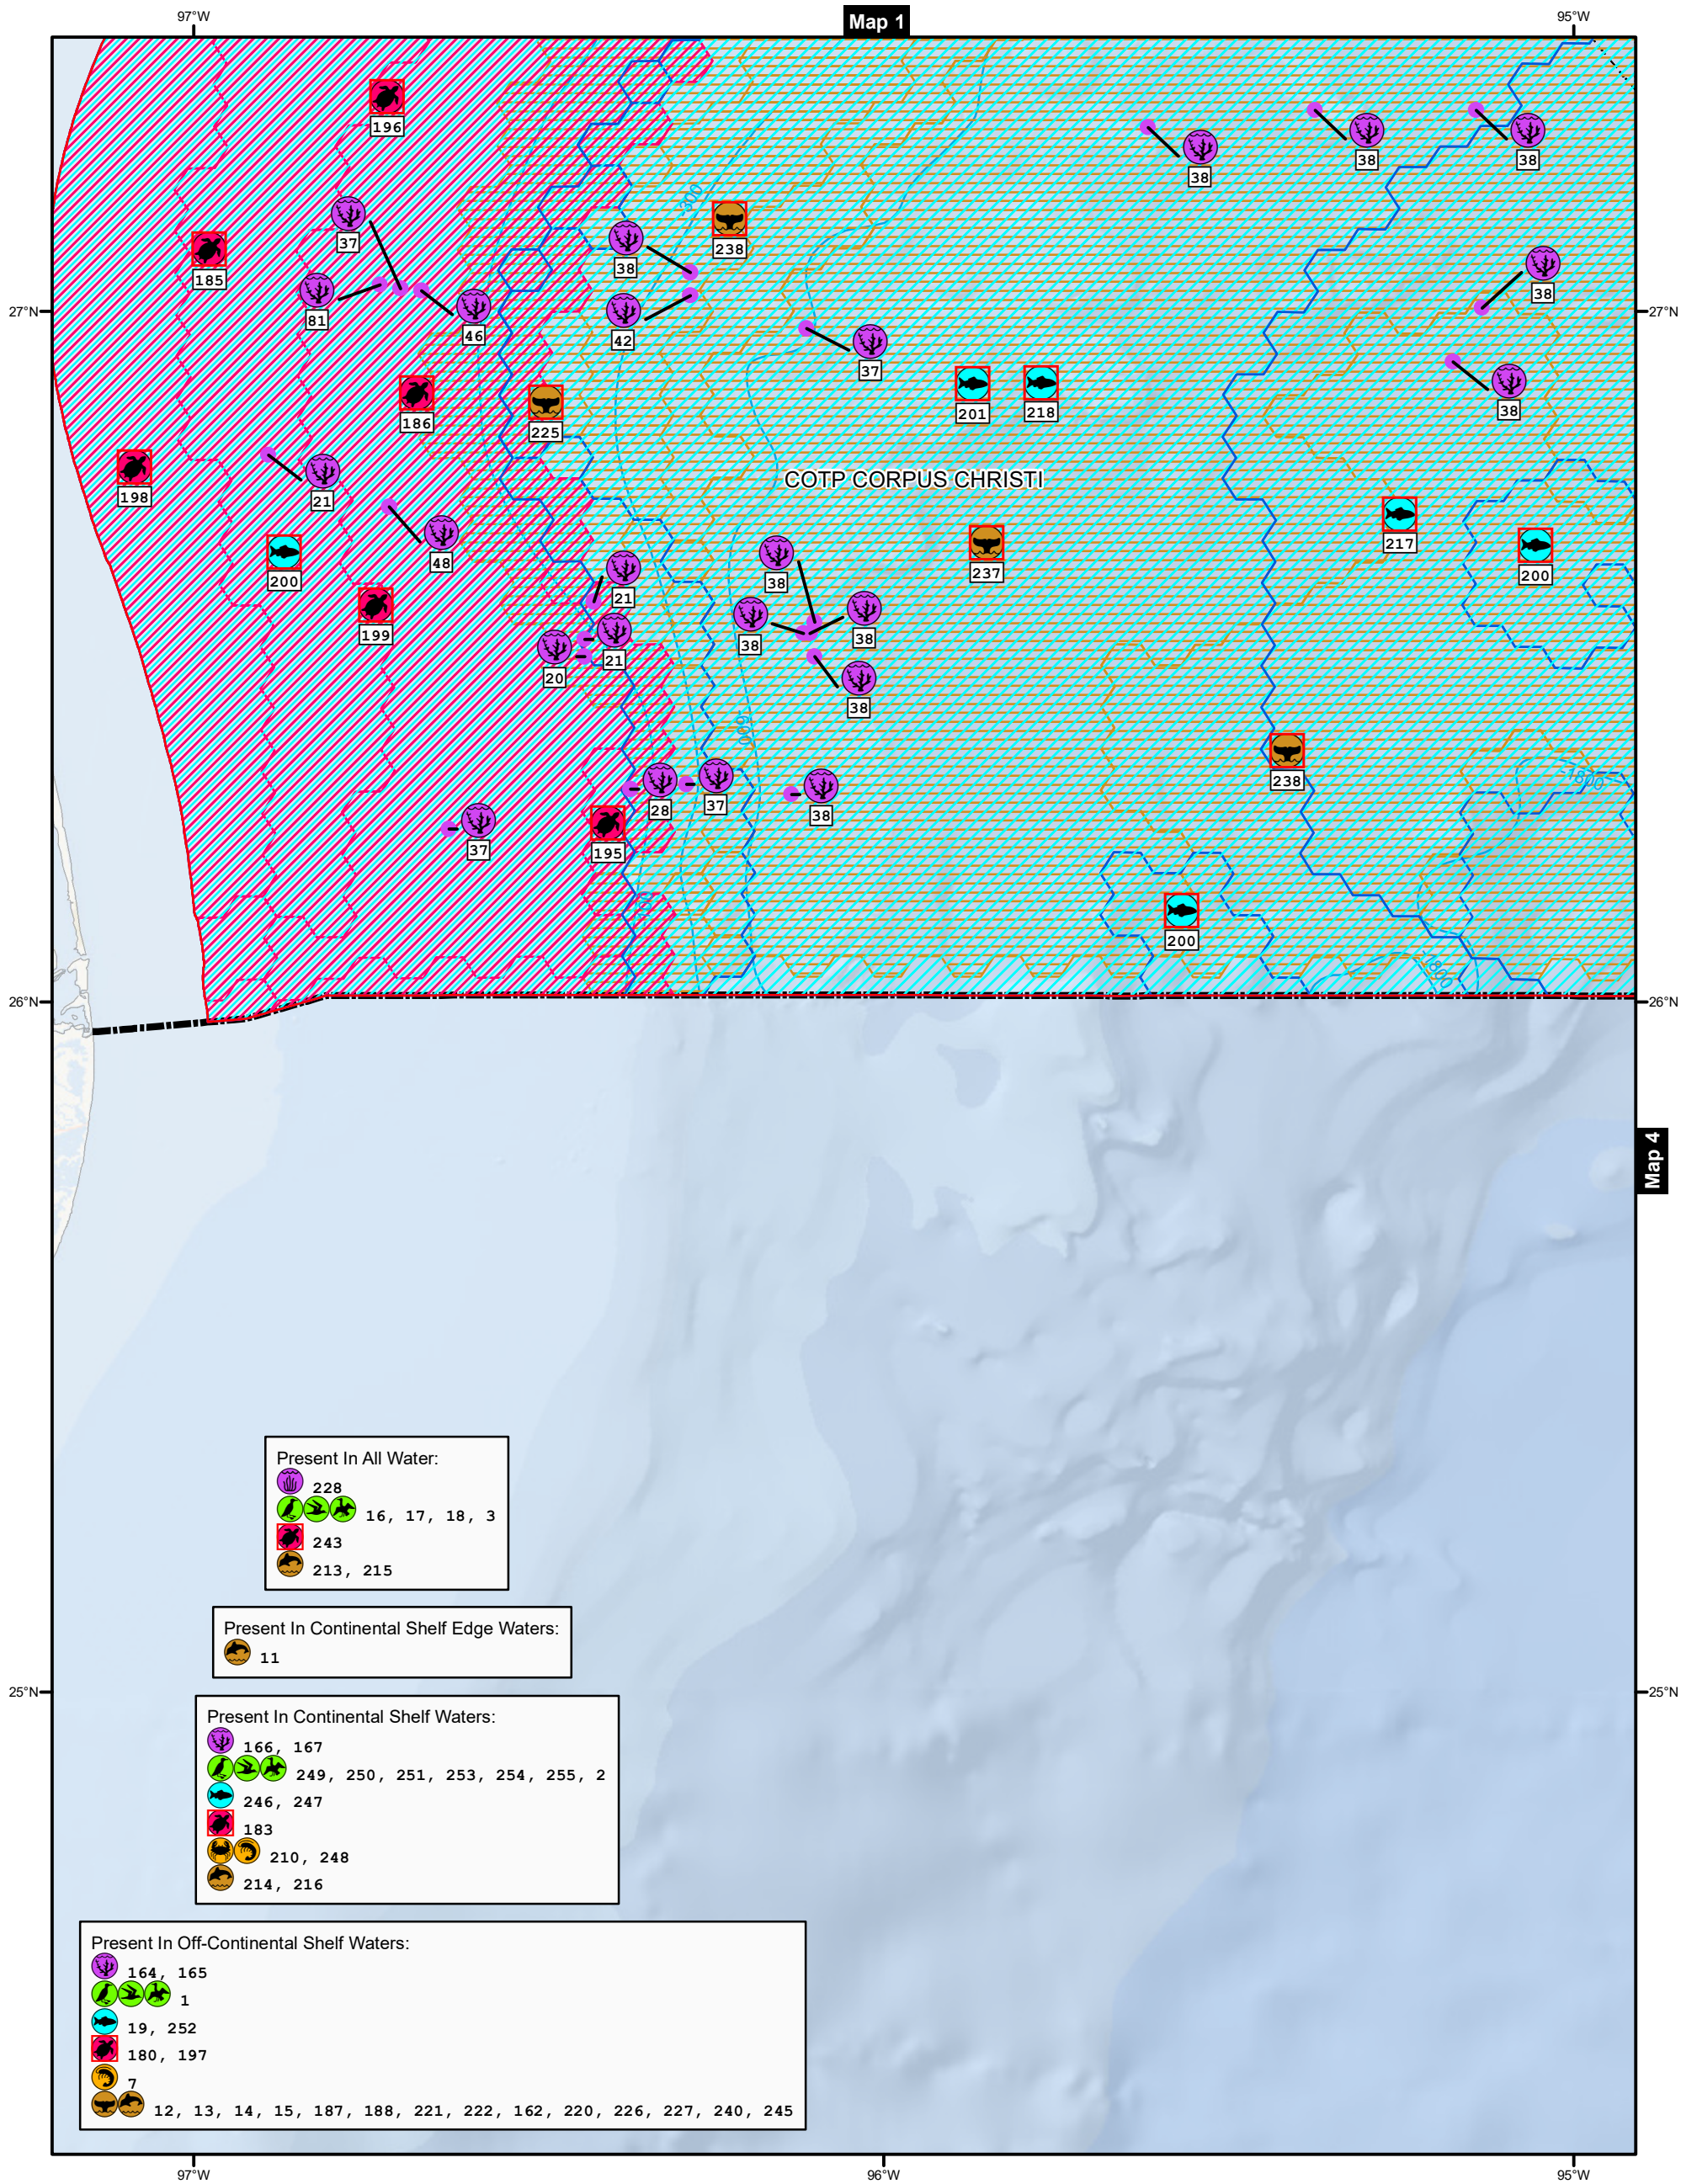 Map 1
97°W
95°W
196
38
38
38
37
185
38
238
38
81
46
42
27°N
27°N
37
186
225
201
218
38
198
21
COTP CORPUS CHRISTI
48
200
217
200
237
38
21
199
38
38
21
20
38
-300
-600
238
-1800
28
37
38
37
195
200
-1800
26°N
26°N
Map 4
Present In All Water:
228
16, 17, 18, 3
243
213, 215
Present In Continental Shelf Edge Waters:
11
25°N
25°N
Present In Continental Shelf Waters:
166, 167
249, 250, 251, 253, 254, 255, 2
246, 247
183
210, 248
214, 216
Present In Off-Continental Shelf Waters:
164, 165
1
19, 252
180, 197
7
12, 13, 14, 15, 187, 188, 221, 222, 162, 220, 226, 227, 240, 245
97°W
96°W
95°W